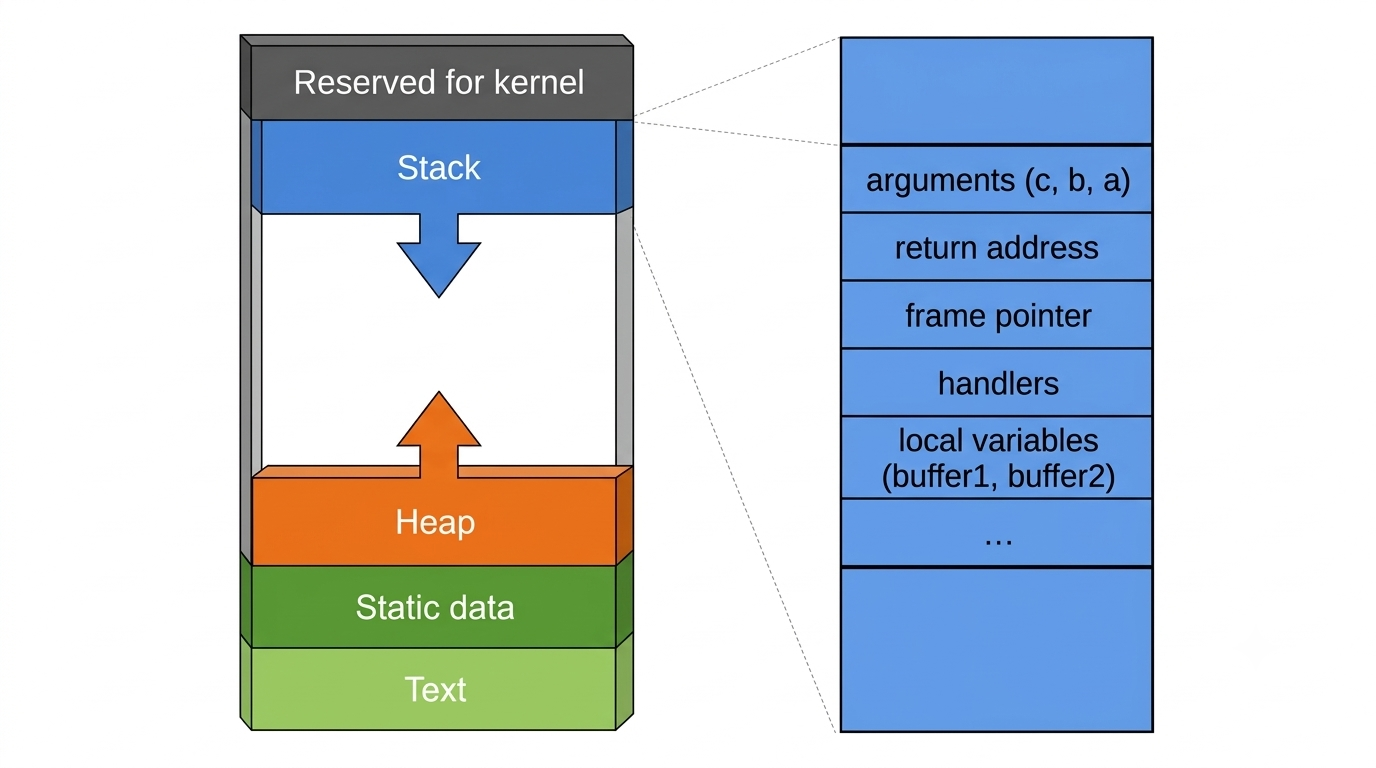 Reserved for kernel
Stack
Heap
Static data
Text
arguments (c, b, a)
return address
frame pointer
handlers
local variables
(buffer1, buffer2)
...